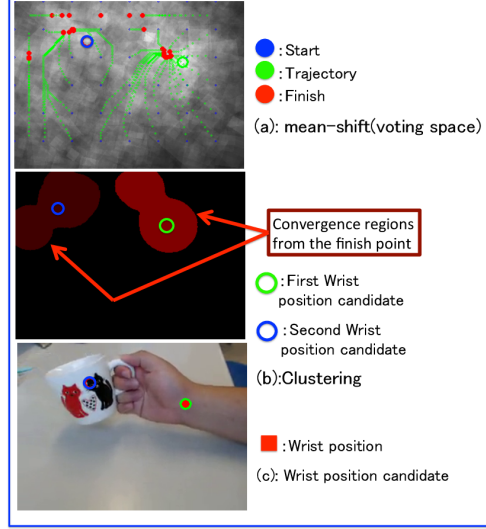 : Start
: Trajectory
: Finish
(a): mean-shift(voting space)
Convergence regions
from the finish point
: First Wrist
position candidate
: Second Wrist
position candidate
(b):Clustering
: Wrist position
(c): Wrist position candidate